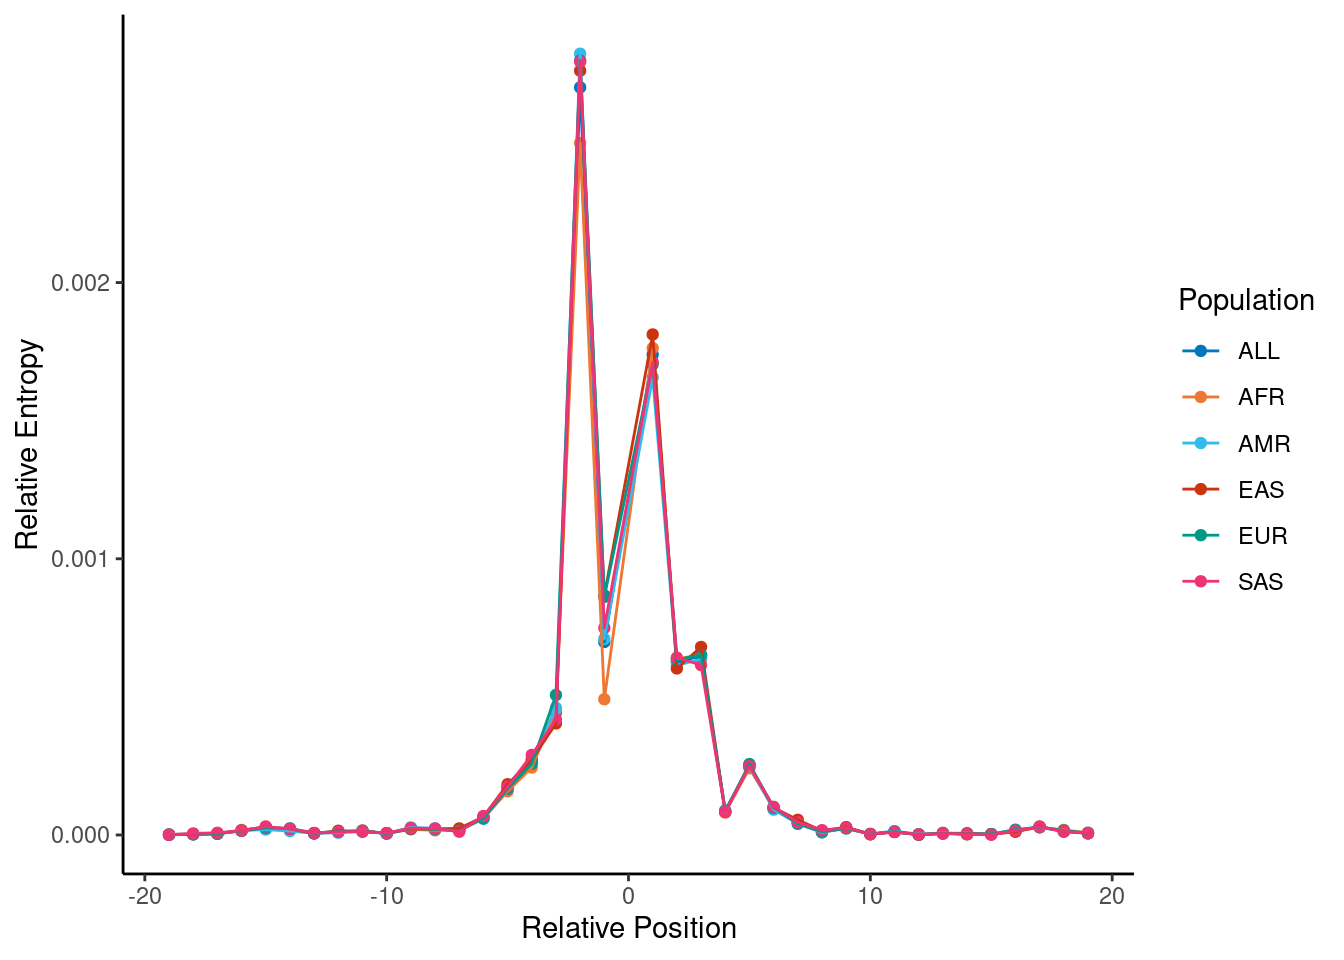 Relative Entropy
0.002
0.001
0.000
-20
-10
0
10
20
Relative Position
Population
ALL
AFR
AMR
EAS
EUR
SAS